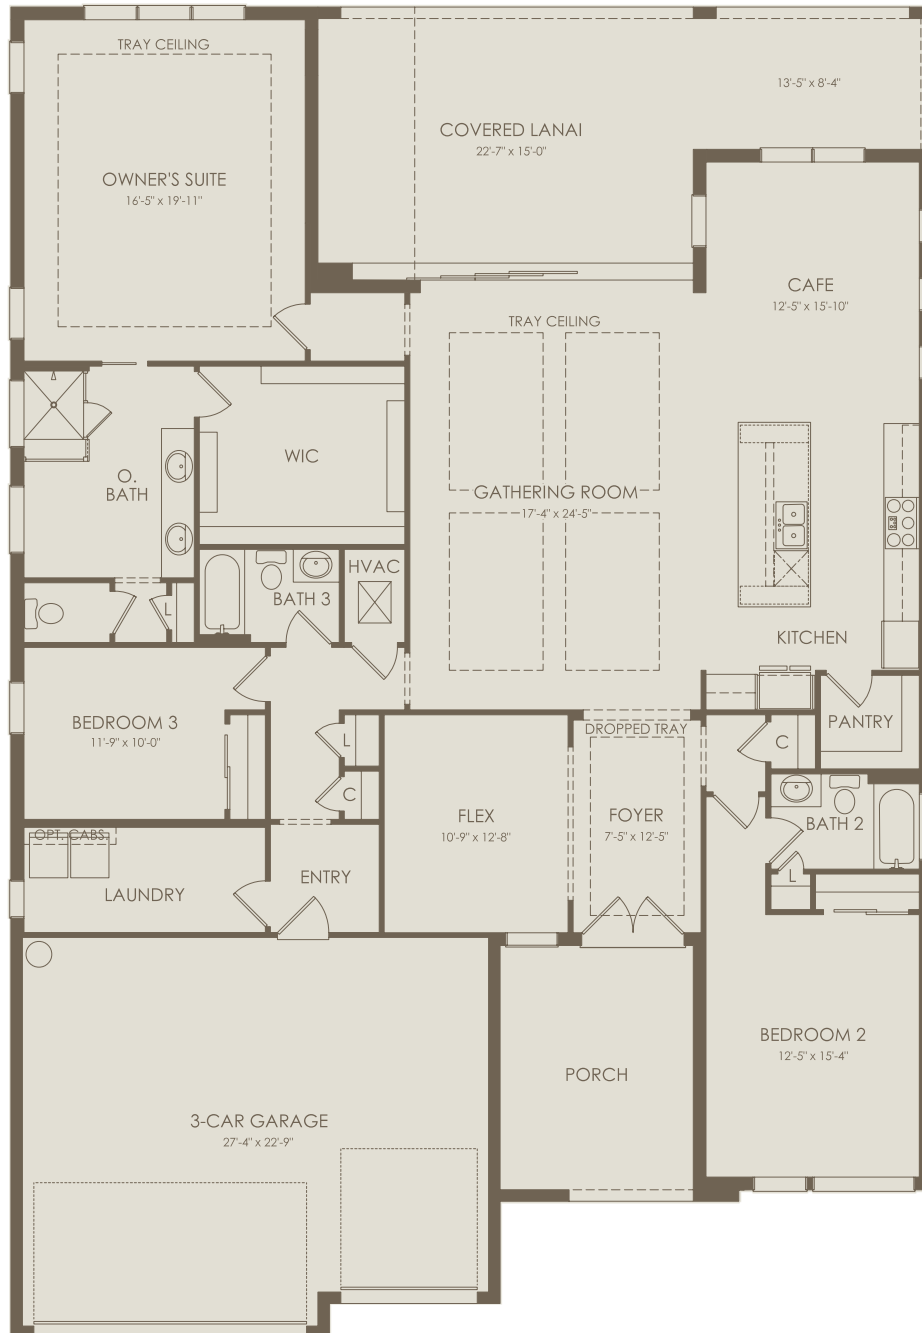 TRAY CEILING
OWNER'S SUITE
16'-5" x 19'-11"
COVERED LANAI
22'-7" x 15'-0"
13'-5" x 8'-4"
CAFE
12'-5" x 15'-10"
TRAY CEILING
GATHERING ROOM
17'-4" x 24'-5"
WIC
O.
BATH
L
BATH 3
HVAC
KITCHEN
PANTRY
BEDROOM 3
11'-9" x 10'-0"
L
C
DROPPED TRAY
C
FLEX
10'-9" x 12'-8"
FOYER
7'-5" x 12'-5"
BATH 2
L
OPT. CABS.
LAUNDRY
ENTRY
BEDROOM 2
12'-5" x 15'-4"
PORCH
3-CAR GARAGE
27'-4" x 22'-9"